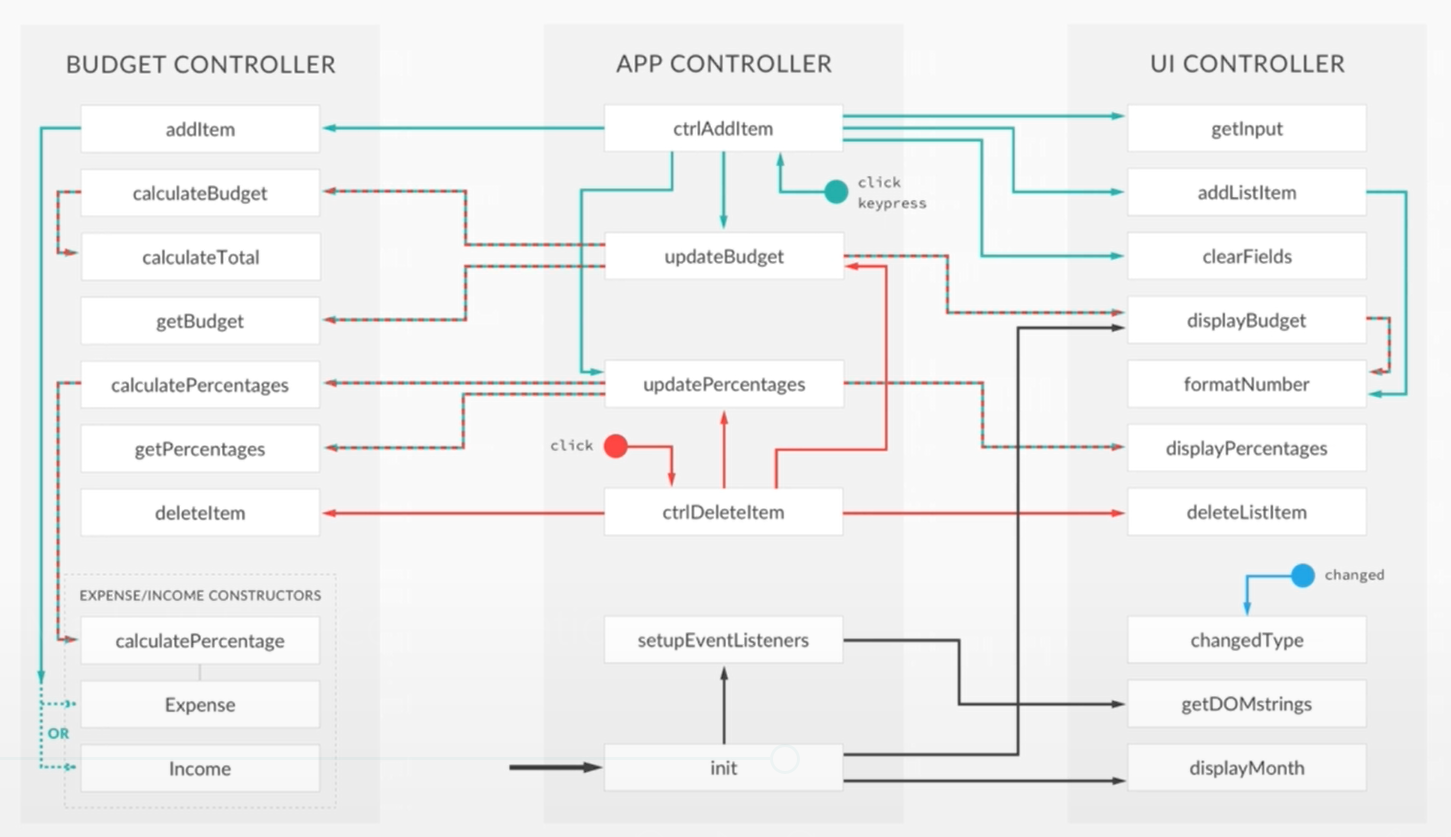 BUDGET CONTROLLER
addItem
calculateBudget
calculateTotal
getBudget
calculatePercentages
getPercentages
deleteItem
EXPENSE/INCOME CONSTRUCTORS
calculatePercentage
Expense
OR
Income
APP CONTROLLER
ctrlAddItem
click
keypress
updateBudget
updatePercentages
click
ctrlDeleteItem
setupEventListeners
init
UI CONTROLLER
getInput
addListItem
clearFields
displayBudget
formatNumber
displayPercentages
deleteListItem
changed
changedType
getDOMstrings
displayMonth